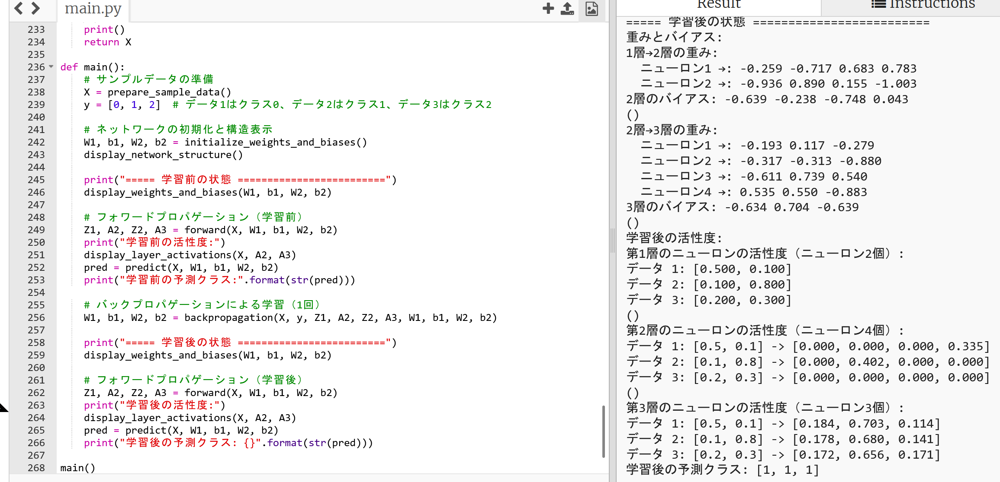 main.py
233     print()
234     return X
235
236 def main():
237     # サンプルデータの準備
238     X = prepare_sample_data()
239     y = [0, 1, 2]  # データ1はクラス0、データ2はクラス1、データ3はクラス2
240
241     # ネットワークの初期化と構造表示
242     W1, b1, W2, b2 = initialize_weights_and_biases()
243     display_network_structure()
244
245     print("===== 学習前の状態 =========================")
246     display_weights_and_biases(W1, b1, W2, b2)
247
248     # フォワードプロパゲーション（学習前）
249     Z1, A2, Z2, A3 = forward(X, W1, b1, W2, b2)
250     print("学習前の活性度:")
251     display_layer_activations(X, A2, A3)
252     pred = predict(X, W1, b1, W2, b2)
253     print("学習前の予測クラス:".format(str(pred)))
254
255     # バックプロパゲーションによる学習（1回）
256     W1, b1, W2, b2 = backpropagation(X, y, Z1, A2, Z2, A3, W1, b1, W2, b2)
257
258     print("===== 学習後の状態 =========================")
259     display_weights_and_biases(W1, b1, W2, b2)
260
261     # フォワードプロパゲーション（学習後）
262     Z1, A2, Z2, A3 = forward(X, W1, b1, W2, b2)
263     print("学習後の活性度:")
264     display_layer_activations(X, A2, A3)
265     pred = predict(X, W1, b1, W2, b2)
266     print("学習後の予測クラス: {}".format(str(pred)))
267
268 main()
Result
Instructions
===== 学習後の状態 =========================
重みとバイアス:
1層→2層の重み:
  ニューロン1 →: -0.259 -0.717 0.683 0.783
  ニューロン2 →: -0.936 0.890 0.155 -1.003
2層のバイアス: -0.639 -0.238 -0.748 0.043
()
2層→3層の重み:
  ニューロン1 →: -0.193 0.117 -0.279
  ニューロン2 →: -0.317 -0.313 -0.880
  ニューロン3 →: -0.611 0.739 0.540
  ニューロン4 →: 0.535 0.550 -0.883
3層のバイアス: -0.634 0.704 -0.639
()
学習後の活性度:
第1層のニューロンの活性度（ニューロン2個）:
データ 1: [0.500, 0.100]
データ 2: [0.100, 0.800]
データ 3: [0.200, 0.300]
()
第2層のニューロンの活性度（ニューロン4個）:
データ 1: [0.5, 0.1] -> [0.000, 0.000, 0.000, 0.335]
データ 2: [0.1, 0.8] -> [0.000, 0.402, 0.000, 0.000]
データ 3: [0.2, 0.3] -> [0.000, 0.000, 0.000, 0.000]
()
第3層のニューロンの活性度（ニューロン3個）:
データ 1: [0.5, 0.1] -> [0.184, 0.703, 0.114]
データ 2: [0.1, 0.8] -> [0.178, 0.680, 0.141]
データ 3: [0.2, 0.3] -> [0.172, 0.656, 0.171]
学習後の予測クラス: [1, 1, 1]